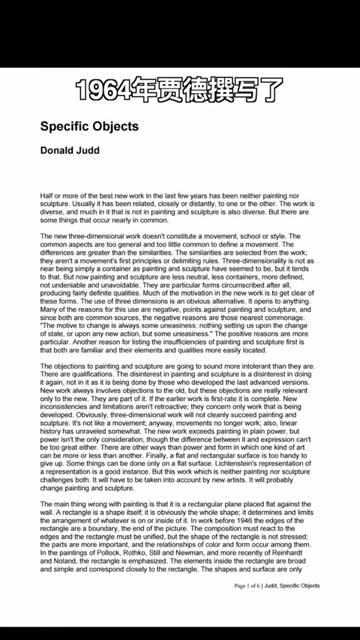 1964年贾德撰写了
Specific Objects
Donald Judd
Half or more of the best new work in the last few years has been neither painting nor
sculpture. Usually it has been related, closely or distantly, to one or the other. The work is
diverse, and much in it that is not in painting and sculpture is also diverse. But there are
some things that occur nearly in common.
The new three-dimensional work doesn't constitute a movement, school or style. The
common aspects are too general and too little common to define a movement. The
differences are greater than the similarities. The similarities are selected from the work;
they aren't a movement's first principles or delimiting rules. Three-dimensionality is not as
near being simply a container as painting and sculpture have seemed to be, but it tends to
that. But now painting and sculpture are less neutral, less containers, more defined,
not undeniable and unavoidable. They are particular forms circumscribed after all,
producing fairly definite qualities. Much of the motivation in the new work is to get clear of
these forms. The use of three dimensions is an obvious alternative. It opens to anything.
Many of the reasons for this use are negative, points against painting and sculpture, and
since both are common sources, the negative reasons are those nearest commonage.
"The motive to change is always some uneasiness: nothing setting us upon the change
of state, or upon any new action, but some uneasiness." The positive reasons are more
particular. Another reason for listing the insufficiencies of painting and sculpture first is
that both are familiar and their elements and qualities more easily located.
The objections to painting and sculpture are going to sound more intolerant than they are.
There are qualifications. The disinterest in painting and sculpture is a disinterest in doing
it again, not in it as it is being done by those who developed the last advanced versions.
New work always involves objections to the old, but these objections are really relevant
only to the new. They are part of it. If the earlier work is first-rate it is complete. New
inconsistencies and limitations aren't retroactive; they concern only work that is being
developed. Obviously, three-dimensional work will not cleanly succeed painting and
sculpture. It's not like a movement; anyway, movements no longer work; also, linear
history has unraveled somewhat. The new work exceeds painting in plain power, but
power isn't the only consideration, though the difference between it and expression can't
be too great either. There are other ways than power and form in which one kind of art
can be more or less than another. Finally, a flat and rectangular surface is too handy to
give up. Some things can be done only on a flat surface. Lichtenstein's representation of
a representation is a good instance. But this work which is neither painting nor sculpture
challenges both. It will have to be taken into account by new artists. It will probably
change painting and sculpture.
The main thing wrong with painting is that it is a rectangular plane placed flat against the
wall. A rectangle is a shape itself; it is obviously the whole shape; it determines and limits
the arrangement of whatever is on or inside of it. In work before 1946 the edges of the
rectangle are a boundary, the end of the picture. The composition must react to the
edges and the rectangle must be unified, but the shape of the rectangle is not stressed;
the parts are more important, and the relationships of color and form occur among them.
In the paintings of Pollock, Rothko, Still and Newman, and more recently of Reinhardt
and Noland, the rectangle is emphasized. The elements inside the rectangle are
broad and simple and correspond closely to the rectangle. The shapes and surface are only
Page 1 of 6 | Judd, Specific Objects